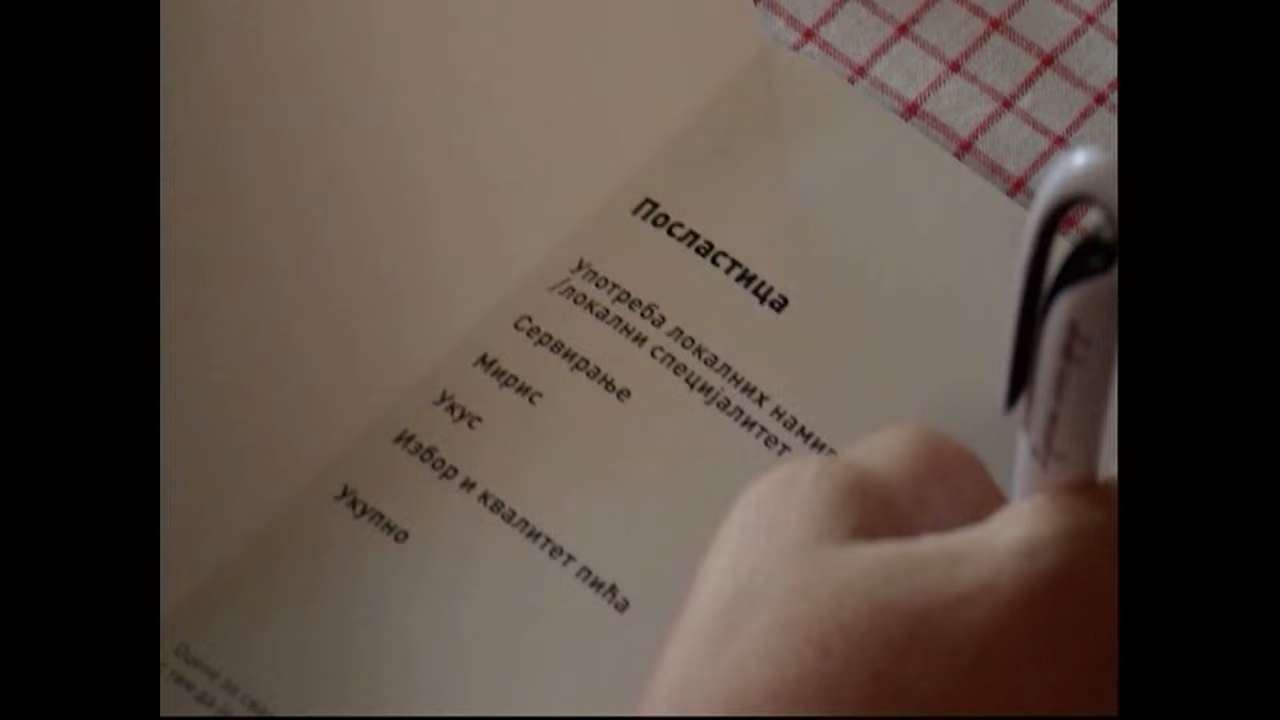 Посластица
Употреба локалних
/локални специјалитет
Сервирање
Мирис
Укус
Избор и квалитет пића
Укупно